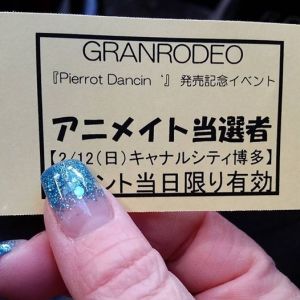 GRANRODEO
『Pierrot Dancin‘』 発売記念イベント
アニメイト当選者
【2/12(日)キャナルシティ博多】
ント当日限り有効